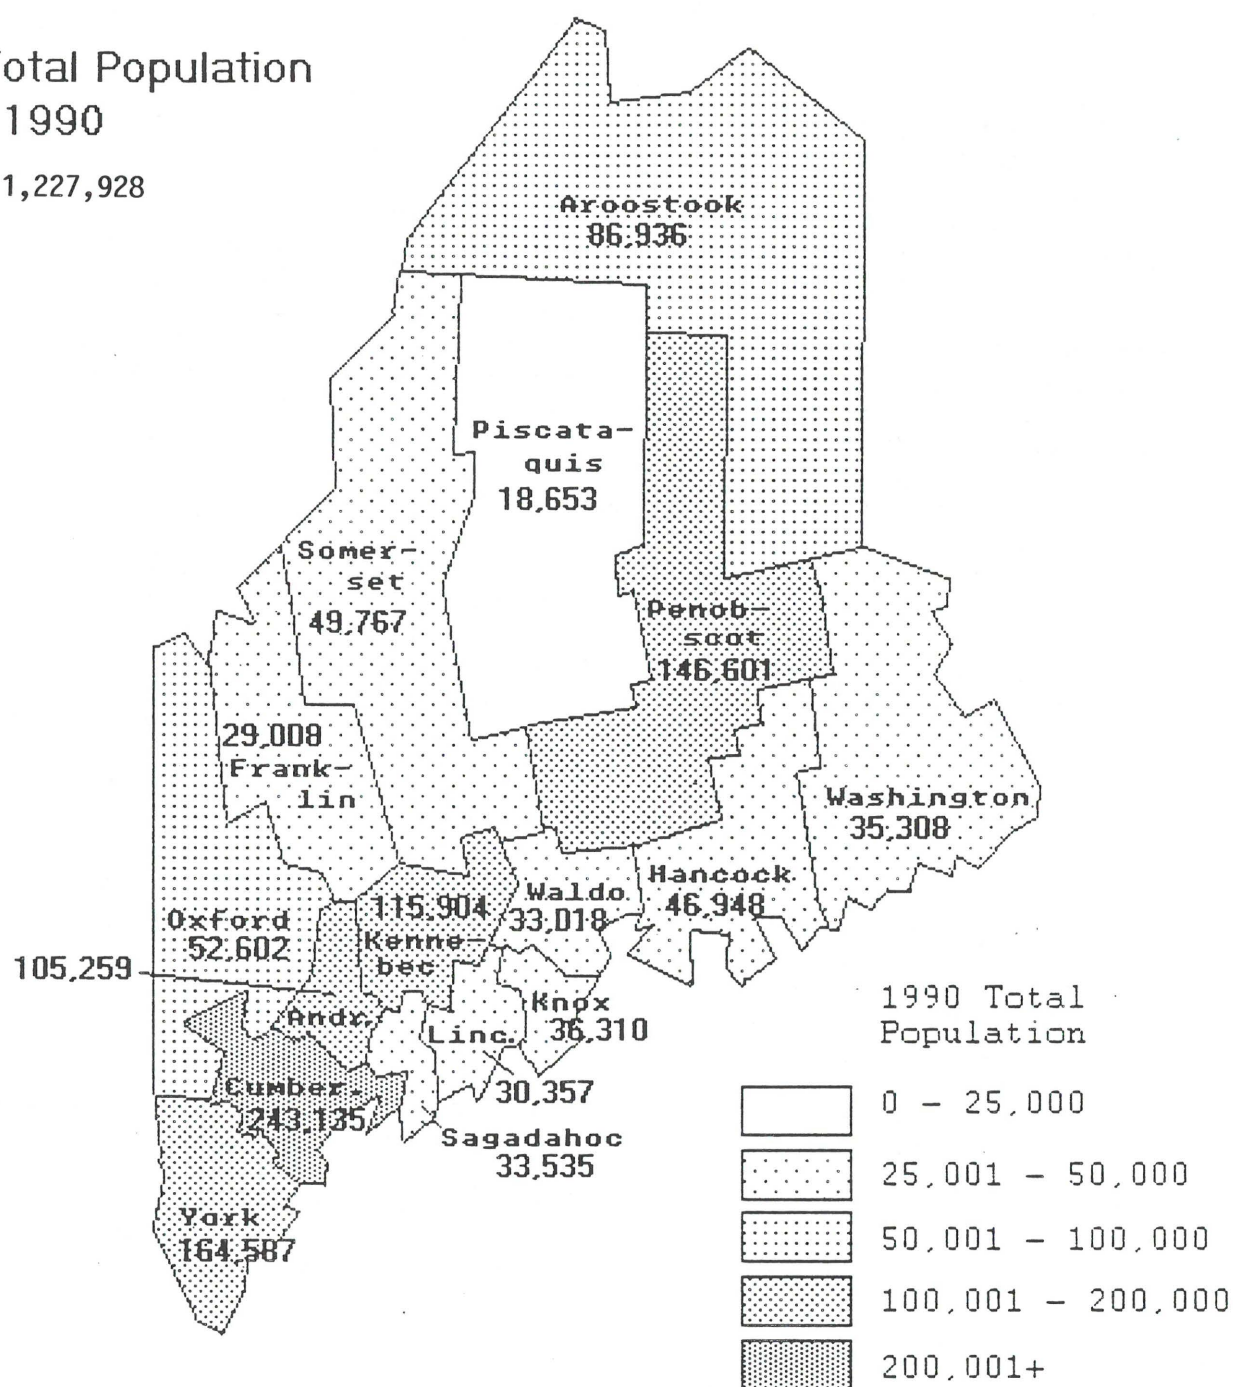 otal Population
1990
1,227,928
Aroostook
86,936
Piscata-
quis
18,653
Somer-
set
49,767
Penob-
scot
146,601
29,008
Frank-
lin
Washington
35,308
Hancock
46,948
Waldo
33,018
115,904
Kenne-
bec
Oxford
52,602
105,259
Andr.
Knox
36,310
Linc.
30,357
Cumber.
243,135
Sagadahoc
33,535
York
164,587
1990 Total
Population
0 - 25,000
25,001 - 50,000
50,001 - 100,000
100,001 - 200,000
200,001+